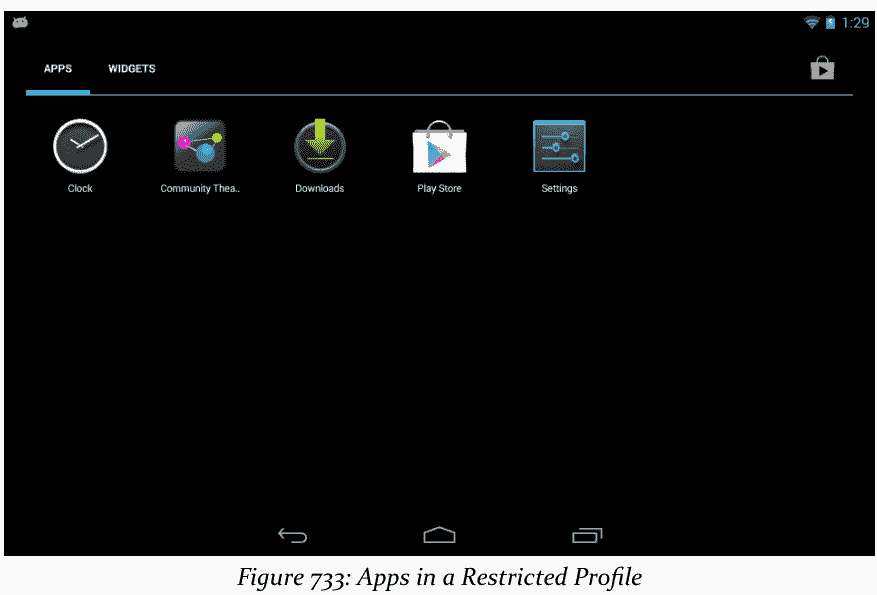 1:29
APPS WIDGETS
Clock Community Thea.. Downloads Play Store Settings
Figure 733: Apps in a Restricted Profile